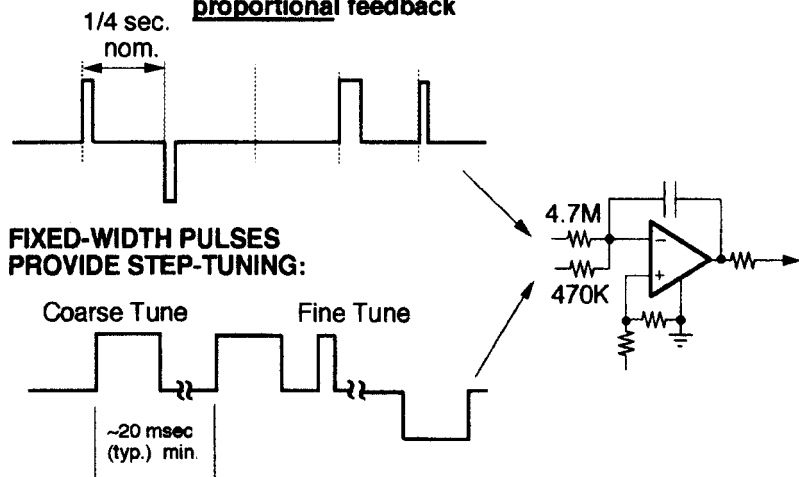 proportional feedback
1/4 sec.
nom.
FIXED-WIDTH PULSES
PROVIDE STEP-TUNING:
Coarse Tune
Fine Tune
~20 msec
(typ.) min.
4.7M
470K
−
+